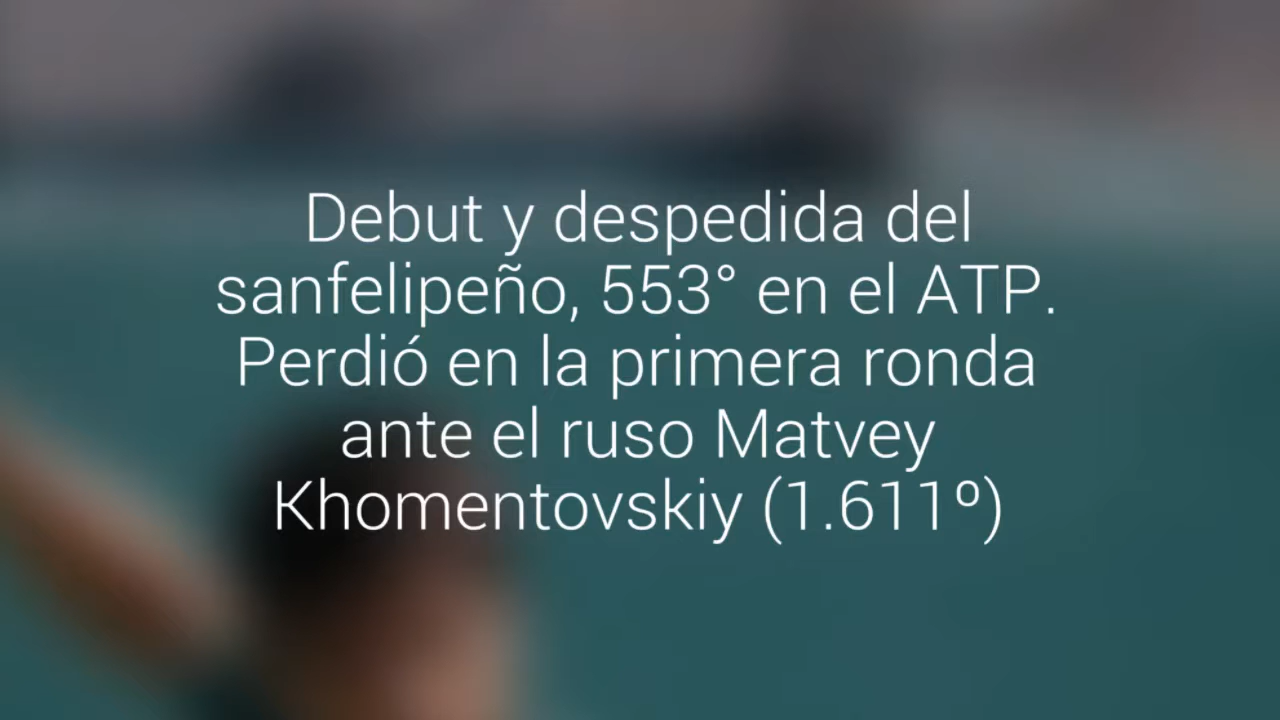 Debut y despedida del
sanfelipeño, 553° en el ATP.
Perdió en la primera ronda
ante el ruso Matvey
Khomentovskiy (1.611º)